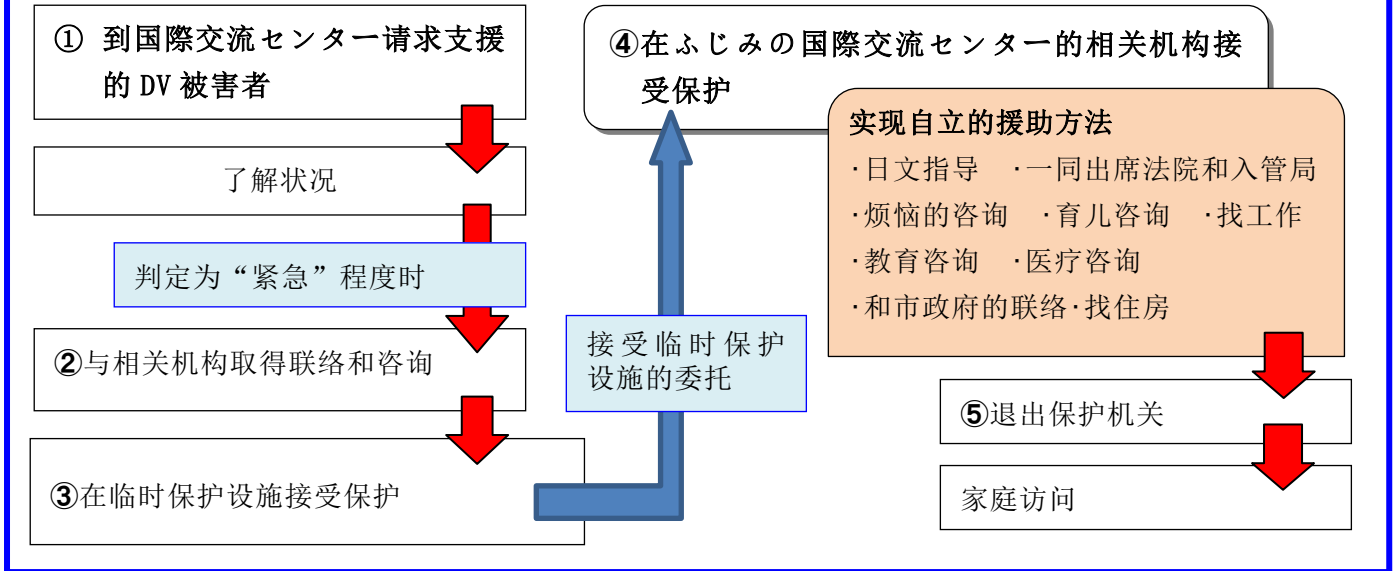 ① 到国際交流センター请求支援
的 DV 被害者
了解状况
判定为“紧急”程度时
②与相关机构取得联络和咨询
③在临时保护设施接受保护
接受临时保护
设施的委托
④在ふじみの国際交流センター的相关机构接
受保护
实现自立的援助方法
·日文指导 ·一同出席法院和入管局
·烦恼的咨询 ·育儿咨询 ·找工作
·教育咨询 ·医疗咨询
·和市政府的联络·找住房
⑤退出保护机关
家庭访问